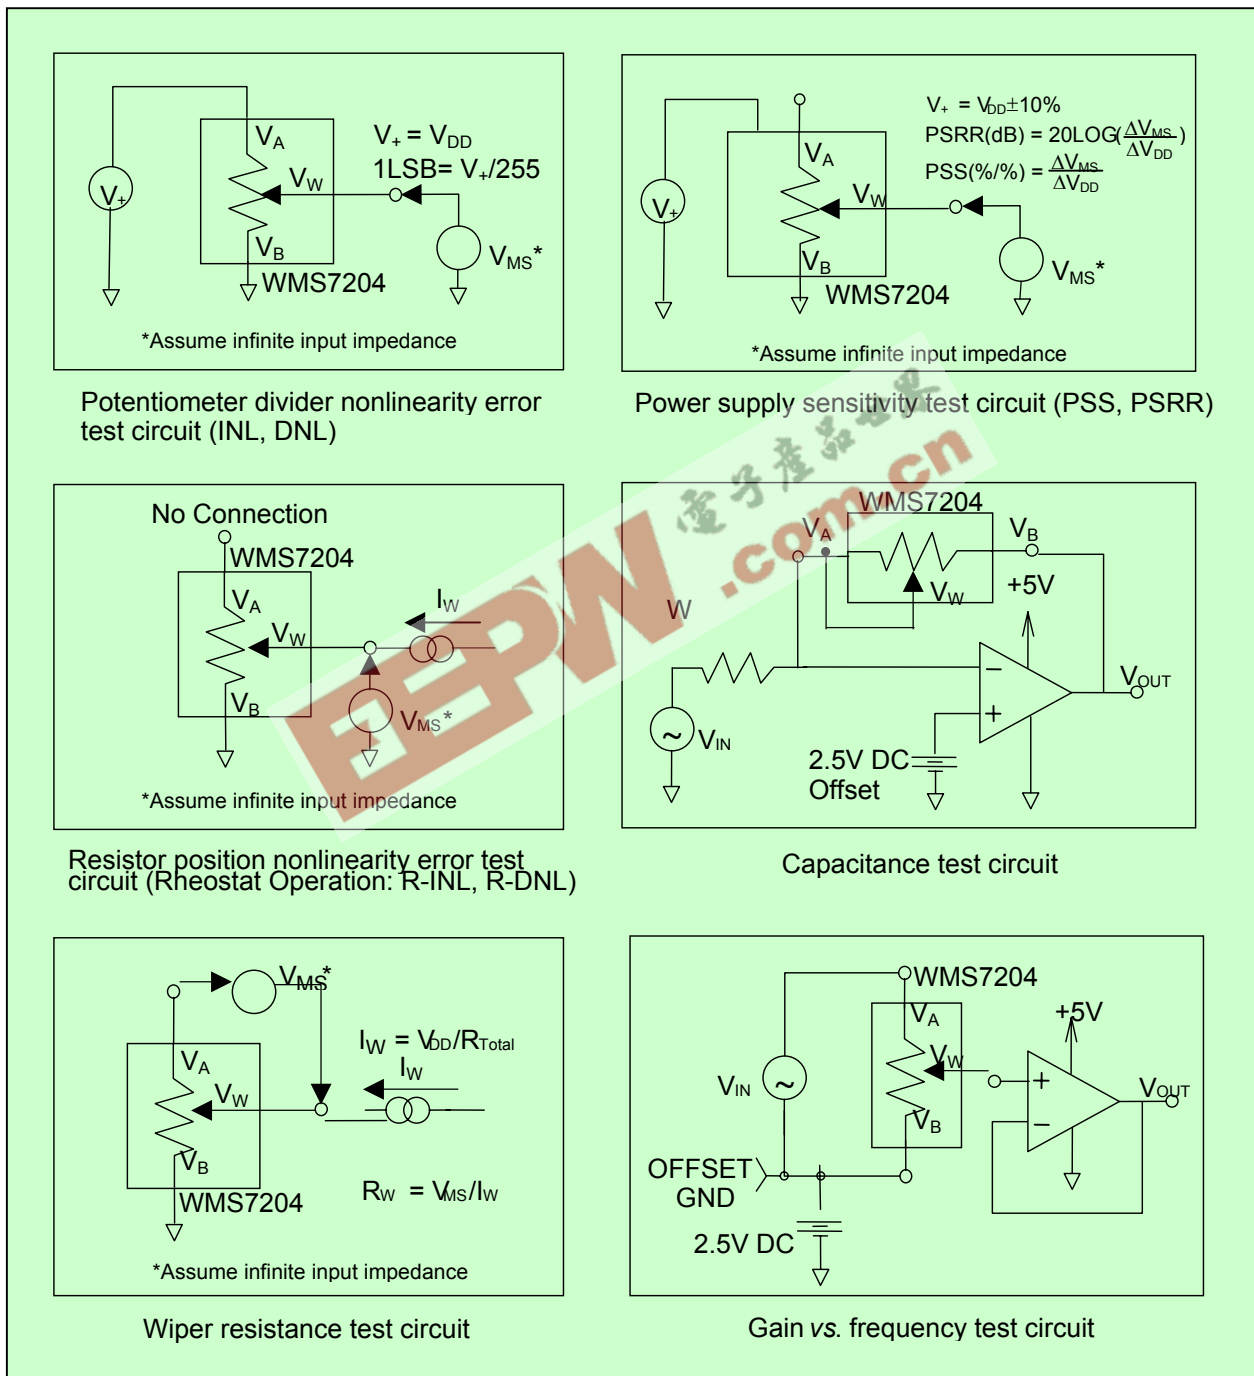 V+
VA
VW
VB
V+ = VDD
1LSB= V+/255
VMS*
WMS7204
*Assume infinite input impedance
Potentiometer divider nonlinearity error
test circuit (INL, DNL)
V+
VA
VW
VB
V+ = VDD±10%
PSRR(dB) = 20LOG(ΔVMS/ΔVDD)
PSS(%/%) = ΔVMS/ΔVDD
VMS*
WMS7204
*Assume infinite input impedance
Power supply sensitivity test circuit (PSS, PSRR)
No Connection
WMS7204
VA
VW
VB
IW
VMS*
*Assume infinite input impedance
Resistor position nonlinearity error test
circuit (Rheostat Operation: R-INL, R-DNL)
WMS7204
VA
VB
VW
+5V
W
−
+
VOUT
~
VIN
2.5V DC
Offset
Capacitance test circuit
VMS*
VA
VW
VB
WMS7204
IW = VDD/RTotal
IW
RW = VMS/IW
*Assume infinite input impedance
Wiper resistance test circuit
WMS7204
VA
VW
VB
+5V
VIN
~
+
−
VOUT
OFFSET
GND
2.5V DC
Gain vs. frequency test circuit
EEPW
.com.cn
電子產品世界